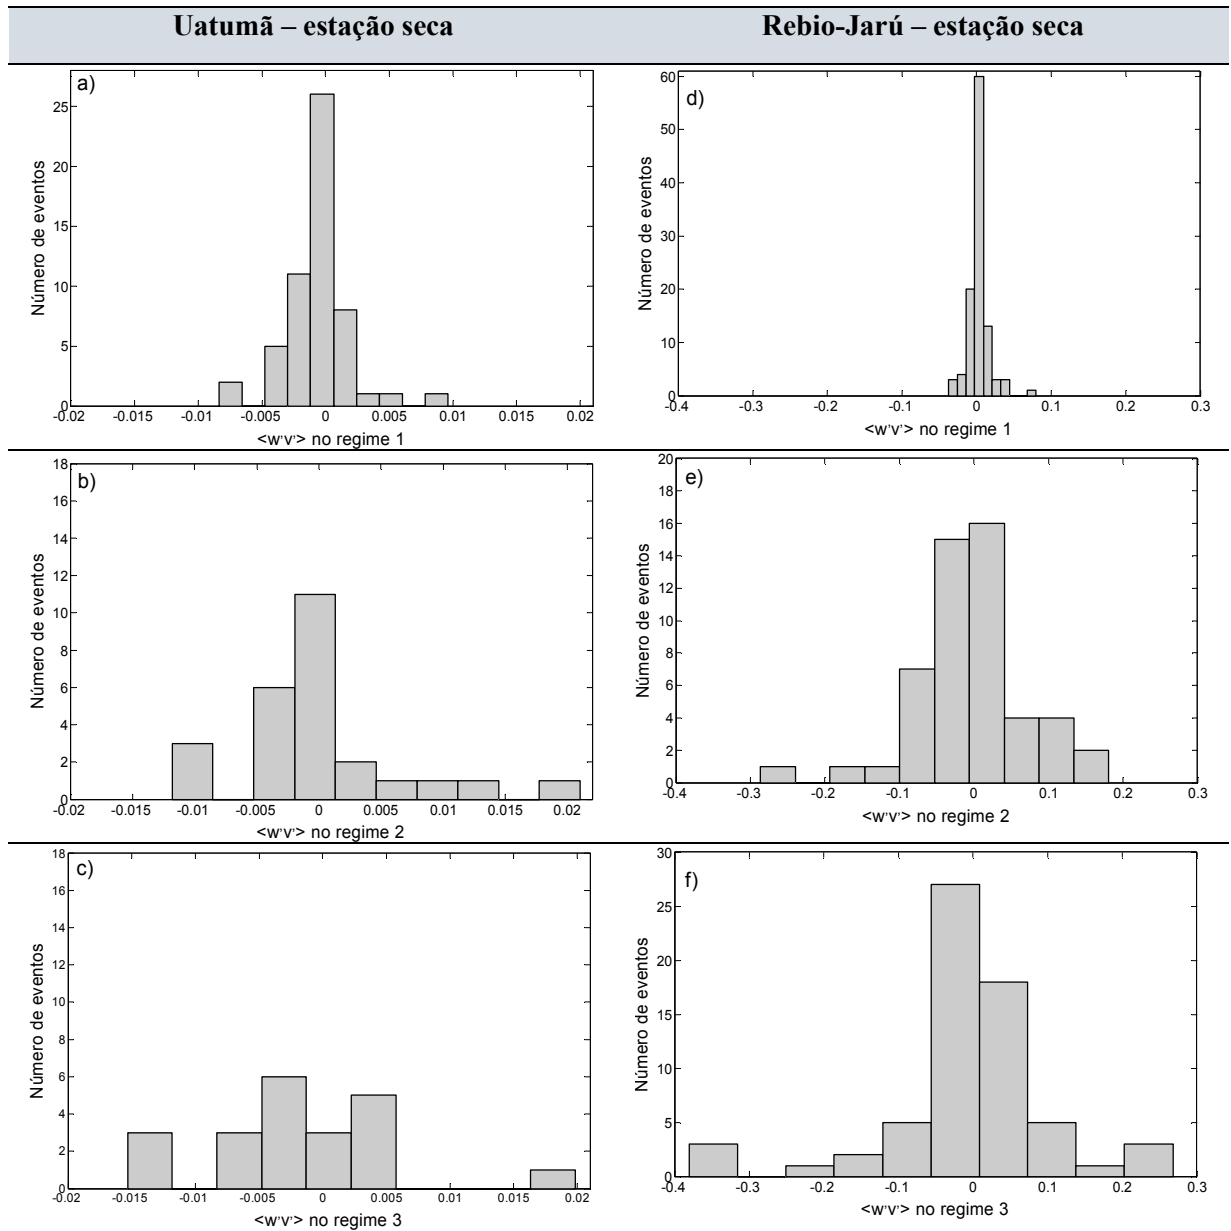 Uatumã – estação seca
Rebio-Jarú – estação seca
a)
Número de eventos
25
20
15
10
5
0
-0.02 -0.015 -0.01 -0.005 0 0.005 0.01 0.015 0.02
<w'v'> no regime 1
d)
Número de eventos
60
50
40
30
20
10
0
-0.4 -0.3 -0.2 -0.1 0 0.1 0.2 0.3
<w'v'> no regime 1
b)
Número de eventos
18
16
14
12
10
8
6
4
2
0
-0.02 -0.015 -0.01 -0.005 0 0.005 0.01 0.015 0.02
<w'v'> no regime 2
e)
Número de eventos
20
18
16
14
12
10
8
6
4
2
0
-0.4 -0.3 -0.2 -0.1 0 0.1 0.2 0.3
<w'v'> no regime 2
c)
Número de eventos
18
16
14
12
10
8
6
4
2
0
-0.02 -0.015 -0.01 -0.005 0 0.005 0.01 0.015 0.02
<w'v'> no regime 3
f)
Número de eventos
30
25
20
15
10
5
0
-0.4 -0.3 -0.2 -0.1 0 0.1 0.2 0.3
<w'v'> no regime 3